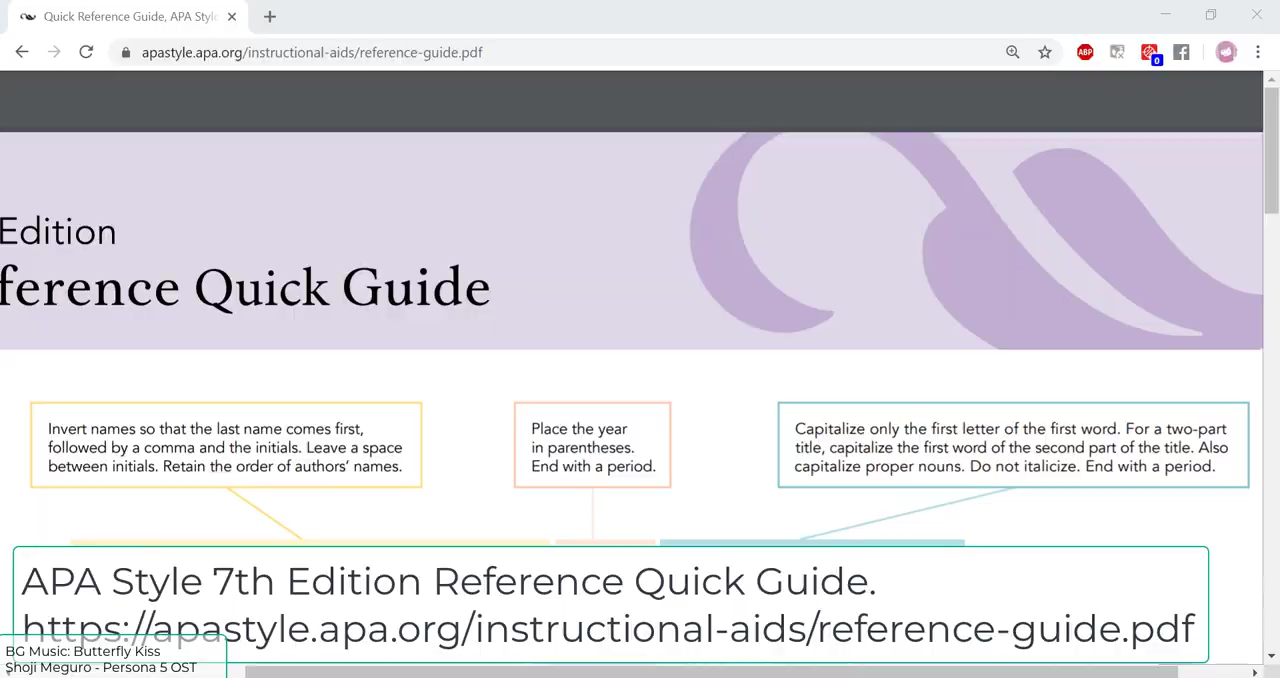 Quick Reference Guide, APA Style
apastyle.apa.org/instructional-aids/reference-guide.pdf
ABP
0
Edition
ference Quick Guide
Invert names so that the last name comes first,
followed by a comma and the initials. Leave a space
between initials. Retain the order of authors’ names.
Place the year
in parentheses.
End with a period.
Capitalize only the first letter of the first word. For a two-part
title, capitalize the first word of the second part of the title. Also
capitalize proper nouns. Do not italicize. End with a period.
APA Style 7th Edition Reference Quick Guide.
https://apastyle.apa.org/instructional-aids/reference-guide.pdf
BG Music: Butterfly Kiss
Shoji Meguro - Persona 5 OST